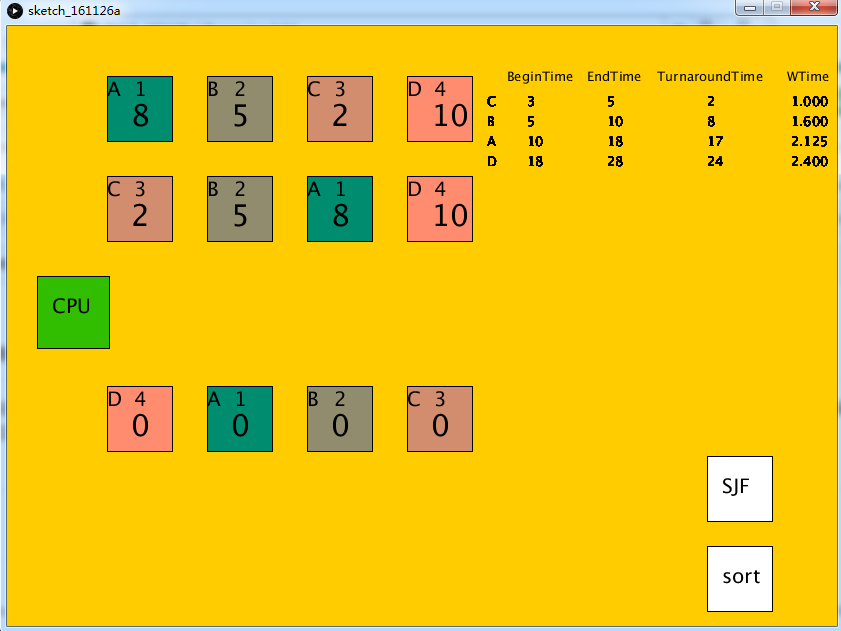 sketch_161126a
BeginTime EndTime TurnaroundTime WTime
A 1 B 2 C 3 D 4
8 5 2 10
C 3 5 2 1.000
B 5 10 8 1.600
A 10 18 17 2.125
D 18 28 24 2.400
C 3 B 2 A 1 D 4
2 5 8 10
CPU
D 4 A 1 B 2 C 3
0 0 0 0
SJF
sort